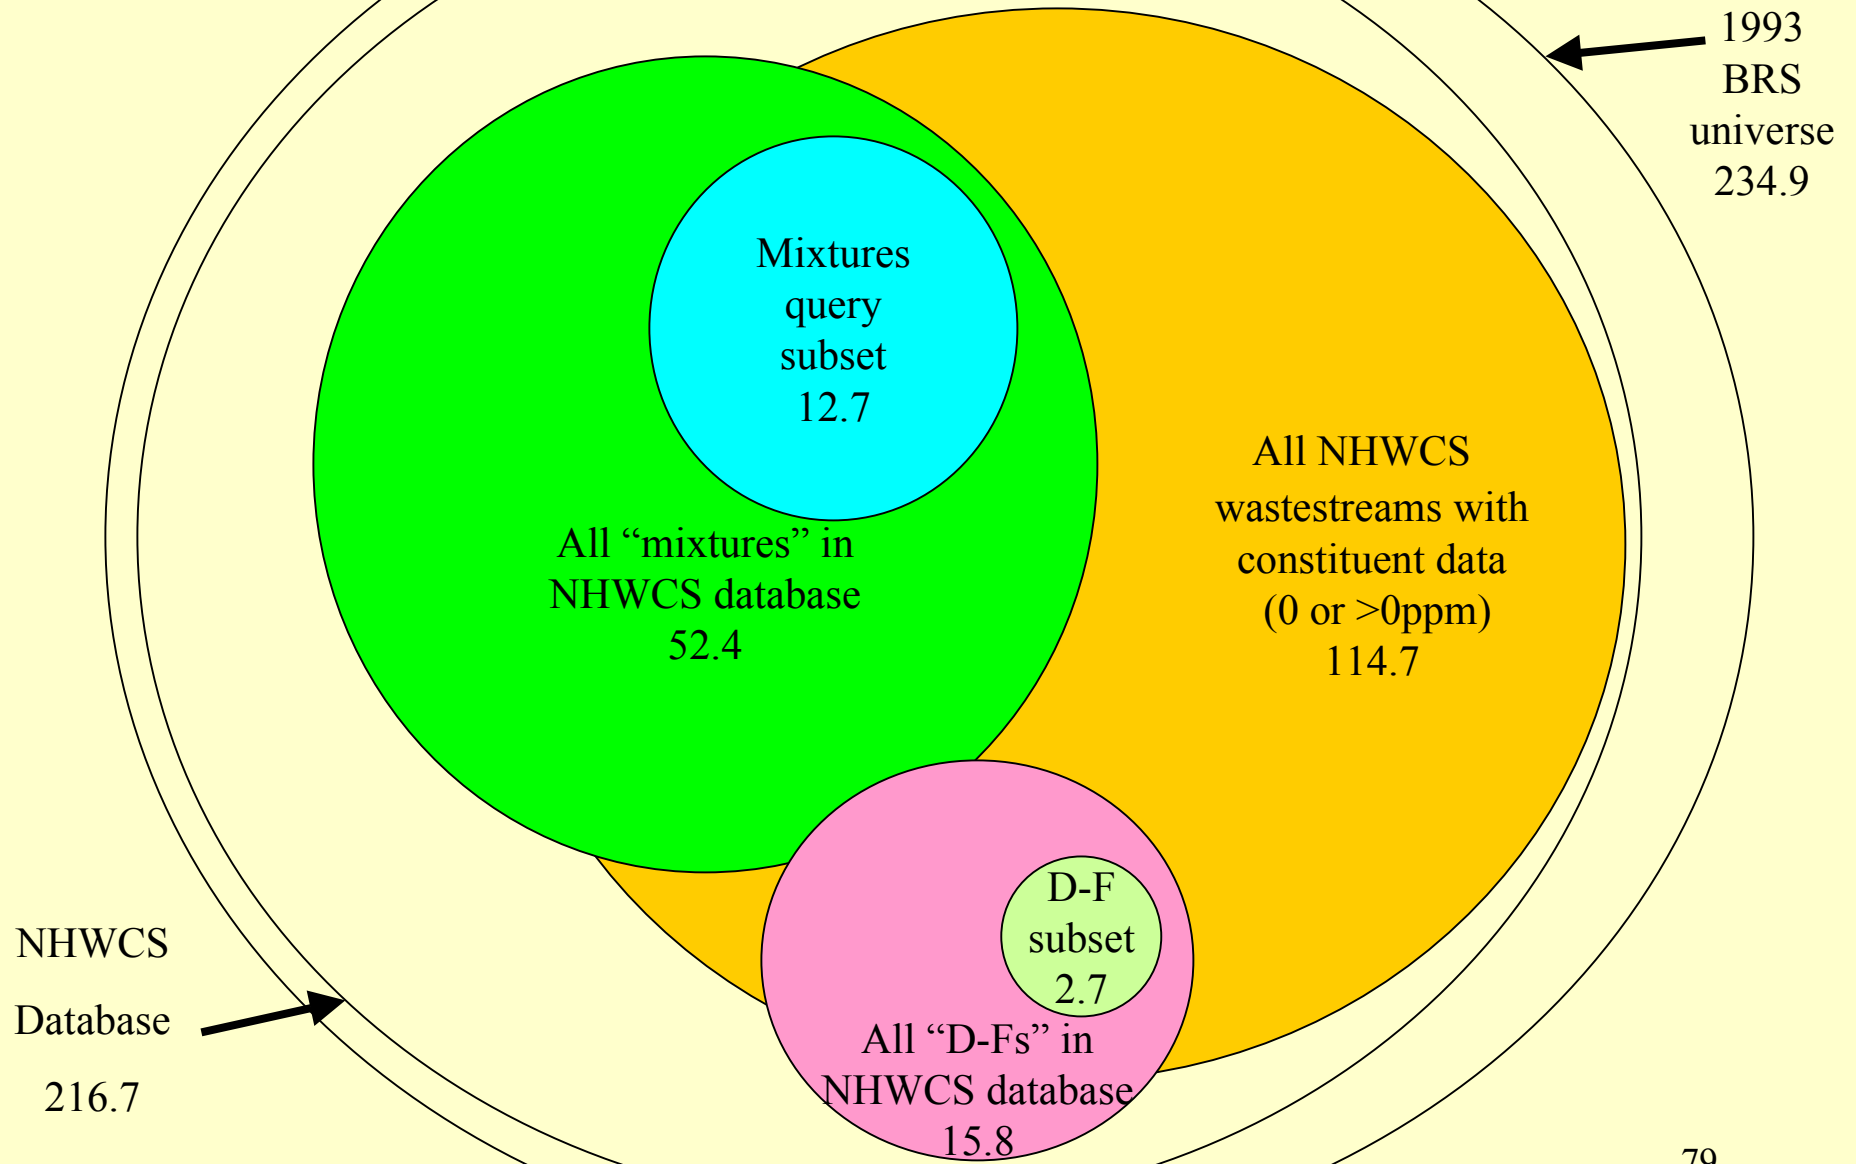 1993
BRS
universe
234.9
Mixtures
query
subset
12.7
All NHWCS
wastestreams with
constituent data
(0 or >0ppm)
114.7
All “mixtures” in
NHWCS database
52.4
D-F
subset
2.7
All “D-Fs” in
NHWCS database
15.8
NHWCS
Database
216.7
79